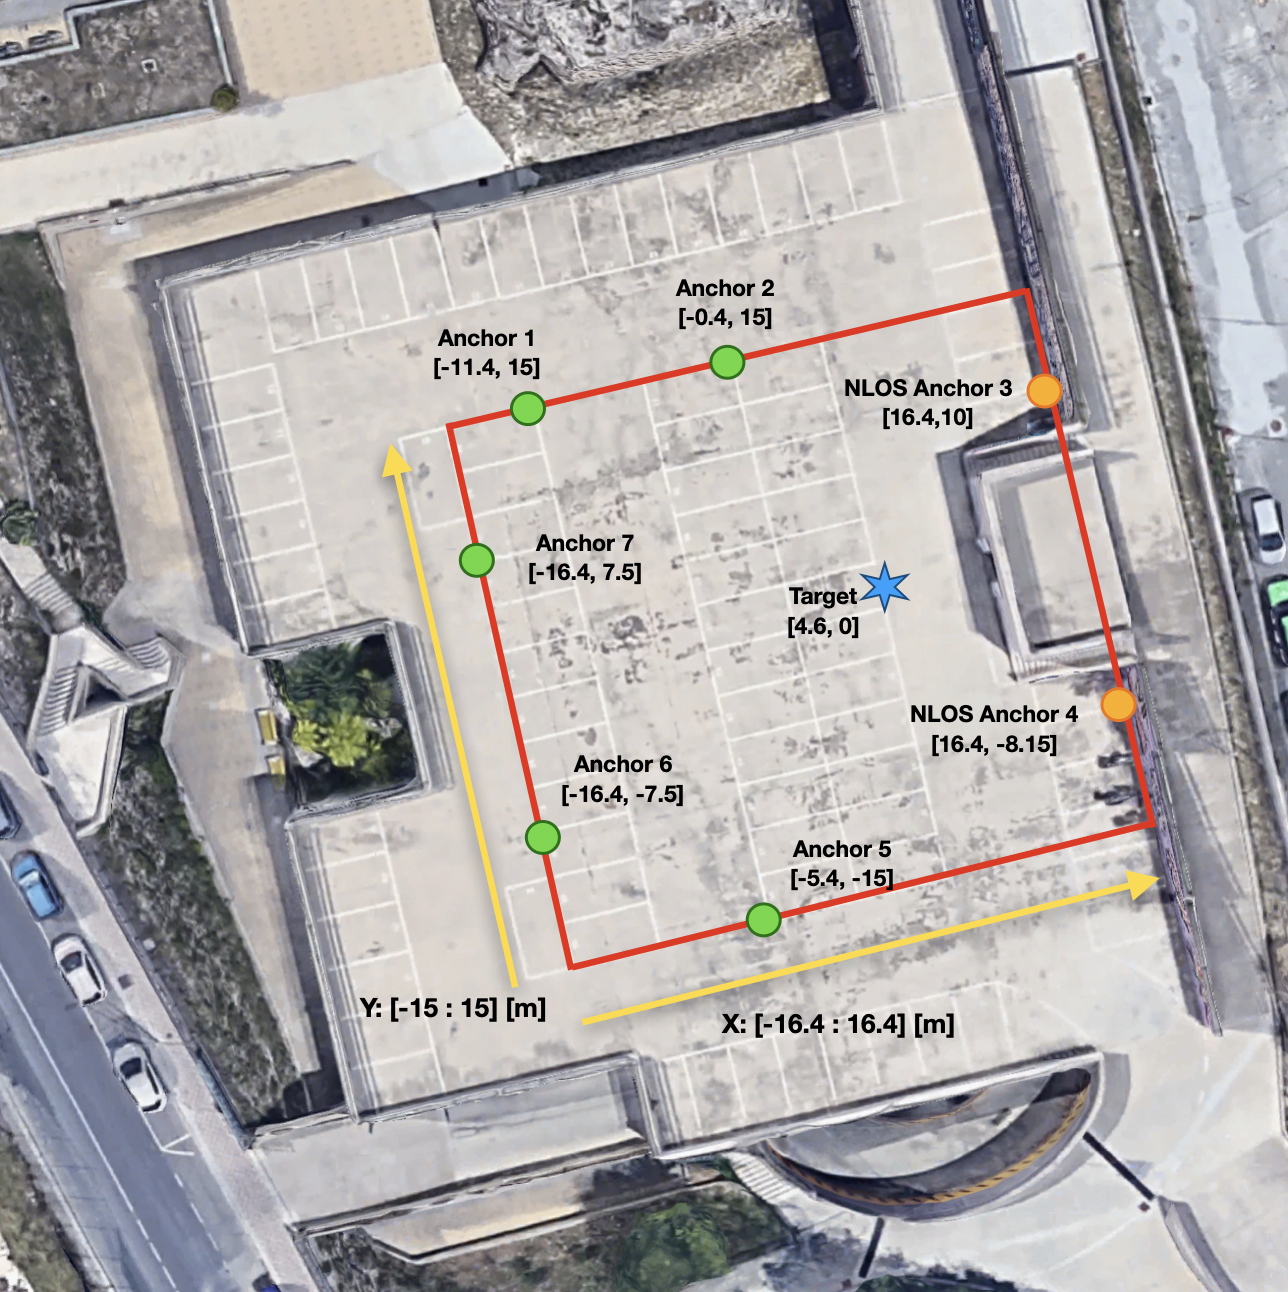 Anchor 2
[-0.4, 15]
Anchor 1
[-11.4, 15]
NLOS Anchor 3
[16.4,10]
Anchor 7
[-16.4, 7.5]
Target
[4.6, 0]
NLOS Anchor 4
[16.4, -8.15]
Anchor 6
[-16.4, -7.5]
Anchor 5
[-5.4, -15]
Y: [-15 : 15] [m]
X: [-16.4 : 16.4] [m]